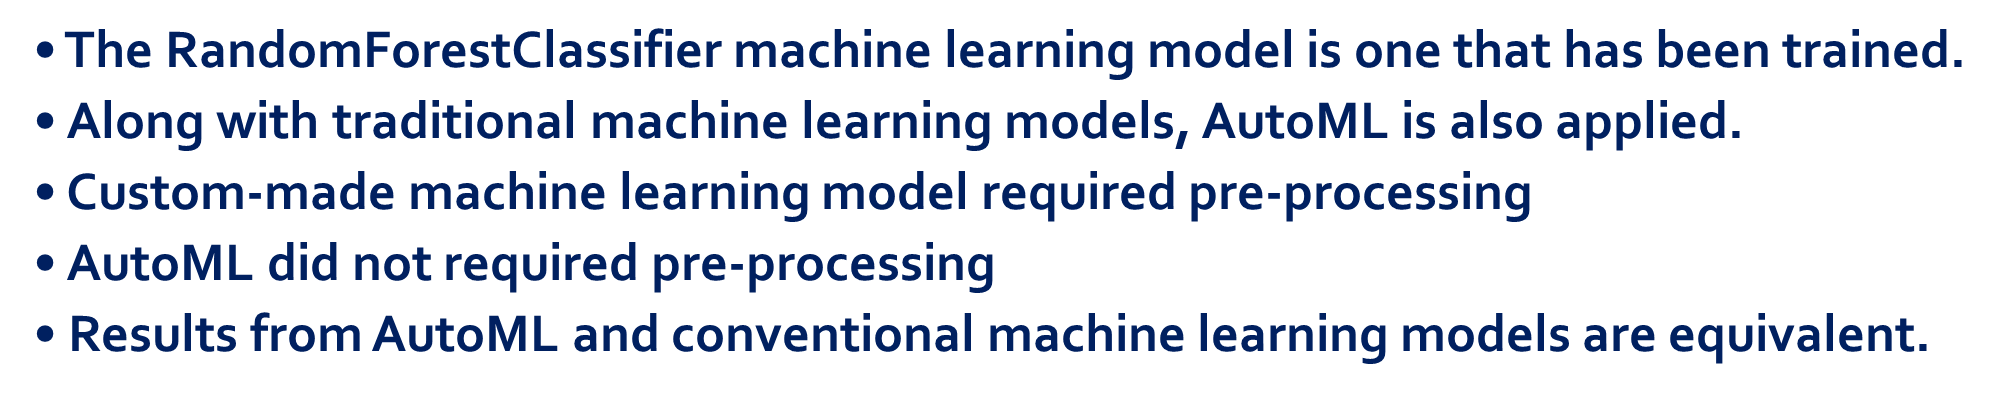 • The RandomForestClassifier machine learning model is one that has been trained.
• Along with traditional machine learning models, AutoML is also applied.
• Custom-made machine learning model required pre-processing
• AutoML did not required pre-processing
• Results from AutoML and conventional machine learning models are equivalent.